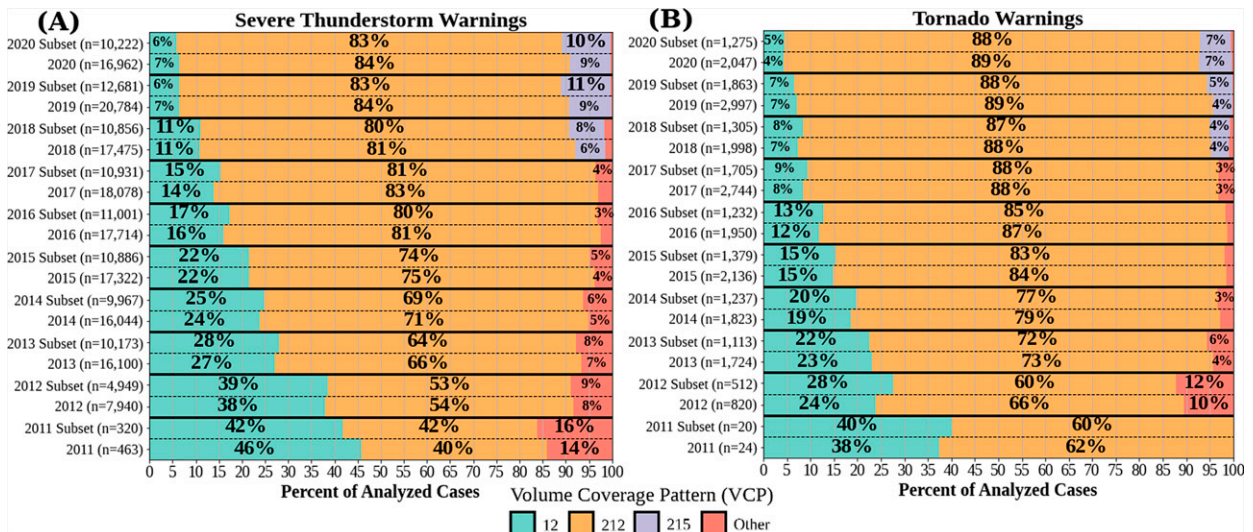 (A) Severe Thunderstorm Warnings
2020 Subset (n=10,222) 6% 83% 10%
2020 (n=16,962) 7% 84% 9%
2019 Subset (n=12,681) 6% 83% 11%
2019 (n=20,784) 7% 84% 9%
2018 Subset (n=10,856) 11% 80% 8%
2018 (n=17,475) 11% 81% 6%
2017 Subset (n=10,931) 15% 81% 4%
2017 (n=18,078) 14% 83%
2016 Subset (n=11,001) 17% 80% 3%
2016 (n=17,714) 16% 81%
2015 Subset (n=10,886) 22% 74% 5%
2015 (n=17,322) 22% 75% 4%
2014 Subset (n=9,967) 25% 69% 6%
2014 (n=16,044) 24% 71% 5%
2013 Subset (n=10,173) 28% 64% 8%
2013 (n=16,100) 27% 66% 7%
2012 Subset (n=4,949) 39% 53% 9%
2012 (n=7,940) 38% 54% 8%
2011 Subset (n=320) 42% 42% 16%
2011 (n=463) 46% 40% 14%
0 5 10 15 20 25 30 35 40 45 50 55 60 65 70 75 80 85 90 95 100
Percent of Analyzed Cases
(B) Tornado Warnings
2020 Subset (n=1,275) 5% 88% 7%
2020 (n=2,047) 4% 89% 7%
2019 Subset (n=1,863) 7% 88% 5%
2019 (n=2,997) 7% 89% 4%
2018 Subset (n=1,305) 8% 87% 4%
2018 (n=1,998) 7% 88% 4%
2017 Subset (n=1,705) 9% 88% 3%
2017 (n=2,744) 8% 88% 3%
2016 Subset (n=1,232) 13% 85%
2016 (n=1,950) 12% 87%
2015 Subset (n=1,379) 15% 83%
2015 (n=2,136) 15% 84%
2014 Subset (n=1,237) 20% 77% 3%
2014 (n=1,823) 19% 79%
2013 Subset (n=1,113) 22% 72% 6%
2013 (n=1,724) 23% 73% 4%
2012 Subset (n=512) 28% 60% 12%
2012 (n=820) 24% 66% 10%
2011 Subset (n=20) 40% 60%
2011 (n=24) 38% 62%
0 5 10 15 20 25 30 35 40 45 50 55 60 65 70 75 80 85 90 95 100
Percent of Analyzed Cases
Volume Coverage Pattern (VCP)
12 212 215 Other